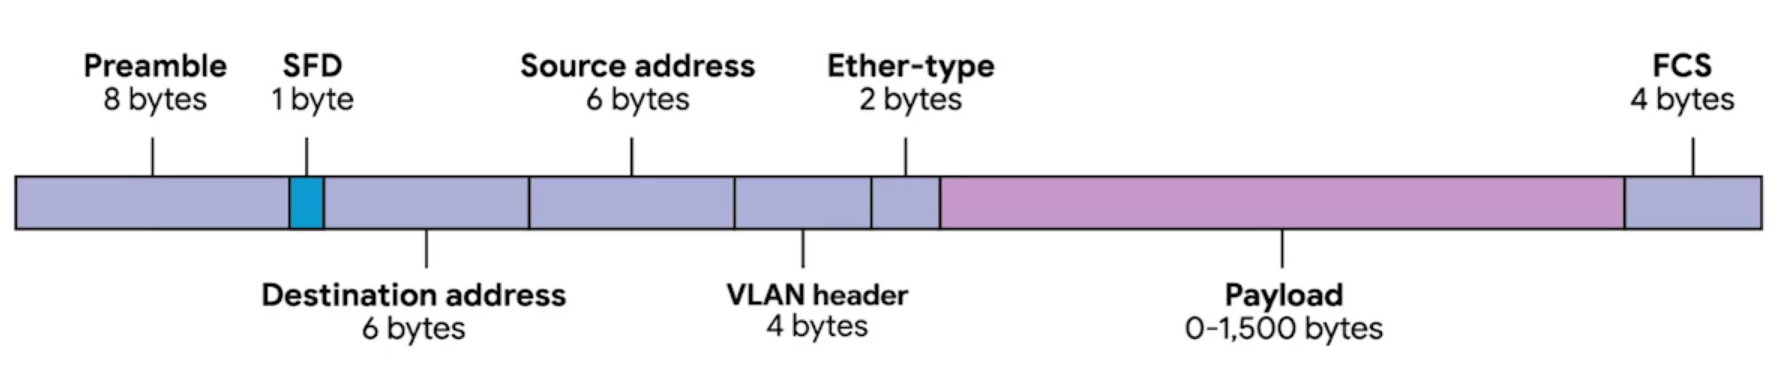 Preamble
8 bytes
SFD
1 byte
Source address
6 bytes
Ether-type
2 bytes
FCS
4 bytes
Destination address
6 bytes
VLAN header
4 bytes
Payload
0-1,500 bytes